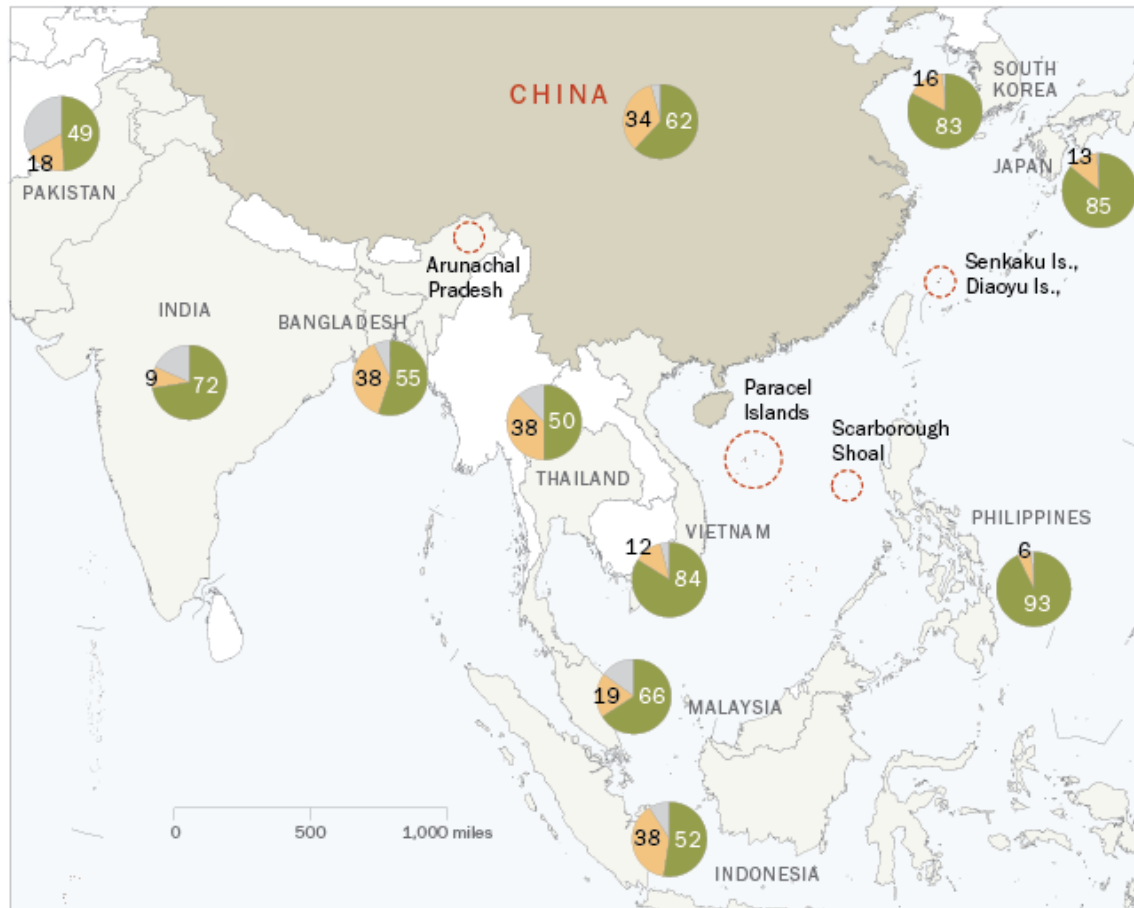 CHINA
34
62
16
83
SOUTH
KOREA
49
18
PAKISTAN
13
85
JAPAN
Arunachal
Pradesh
Senkaku Is.,
Diaoyu Is.,
INDIA
9
72
BANGLADESH
38
55
38
50
THAILAND
Paracel
Islands
Scarborough
Shoal
VIETNAM
12
84
PHILIPPINES
6
93
19
66
MALAYSIA
0
500
1,000 miles
38
52
INDONESIA